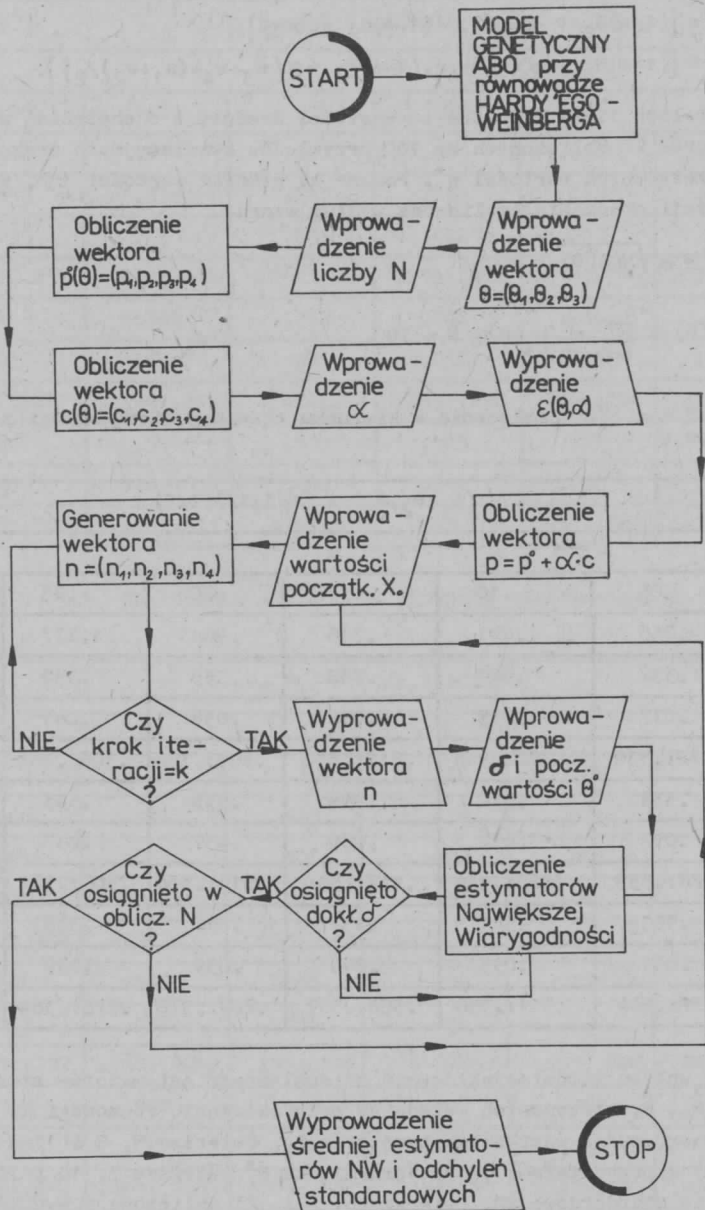 START
MODEL
GENETYCZNY
ABO przy
równowadze
HARDY'EGO-
WEINBERGA
Wprowa-
dzenie
wektora
θ=(θ₁,θ₂,θ₃)
Wprowa-
dzenie
liczby N
Obliczenie
wektora
p°(θ)=(p₁,p₂,p₃,p₄)
Obliczenie
wektora
c(θ)=(c₁,c₂,c₃,c₄)
Wprowa-
dzenie
∝
Wyprowa-
dzenie
ε(θ,∝)
Obliczenie
wektora
p = p° + ∝·c
Wprowa-
dzenie
wartości
początk. X₀
Generowanie
wektora
n = (n₁,n₂,n₃,n₄)
Czy
krok ite-
racji=k
?
NIE
TAK
Wyprowa-
dzenie
wektora
n
Wprowa-
dzenie
δ i pocz.
wartości θ°
Obliczenie
estymatorów
Największej
Wiarygodności
Czy
osiągnięto
dokł. δ
?
TAK
NIE
Czy
osiągnięto w
oblicz. N
?
TAK
NIE
Wyprowadzenie
średniej estymato-
rów NW i odchyleń
standardowych
STOP